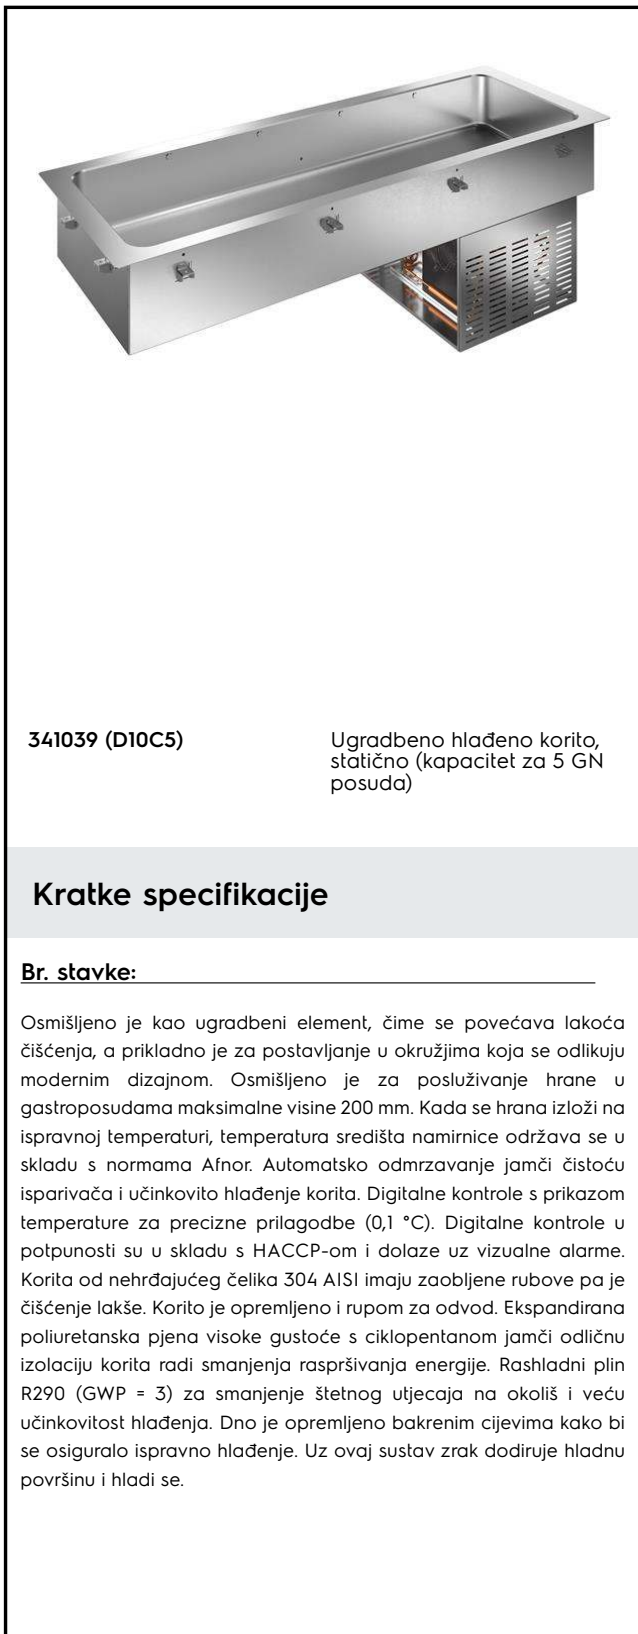 341039 (D10C5)
Ugradbeno hlađeno korito,
statično (kapacitet za 5 GN
posuda)
Kratke specifikacije
Br. stavke:
Osmišljeno je kao ugradbeni element, čime se povećava lakoća
čišćenja, a prikladno je za postavljanje u okružjima koja se odlikuju
modernim dizajnom. Osmišljeno je za posluživanje hrane u
gastroposudama maksimalne visine 200 mm. Kada se hrana izloži na
ispravnoj temperaturi, temperatura središta namirnice održava se u
skladu s normama Afnor. Automatsko odmrzavanje jamči čistoću
isparivača i učinkovito hlađenje korita. Digitalne kontrole s prikazom
temperature za precizne prilagodbe (0,1 °C). Digitalne kontrole u
potpunosti su u skladu s HACCP-om i dolaze uz vizualne alarme.
Korita od nehrđajućeg čelika 304 AISI imaju zaobljene rubove pa je
čišćenje lakše. Korito je opremljeno i rupom za odvod. Ekspandirana
poliuretanska pjena visoke gustoće s ciklopentanom jamči odličnu
izolaciju korita radi smanjenja raspršivanja energije. Rashladni plin
R290 (GWP = 3) za smanjenje štetnog utjecaja na okoliš i veću
učinkovitost hlađenja. Dno je opremljeno bakrenim cijevima kako bi
se osiguralo ispravno hlađenje. Uz ovaj sustav zrak dodiruje hladnu
površinu i hladi se.